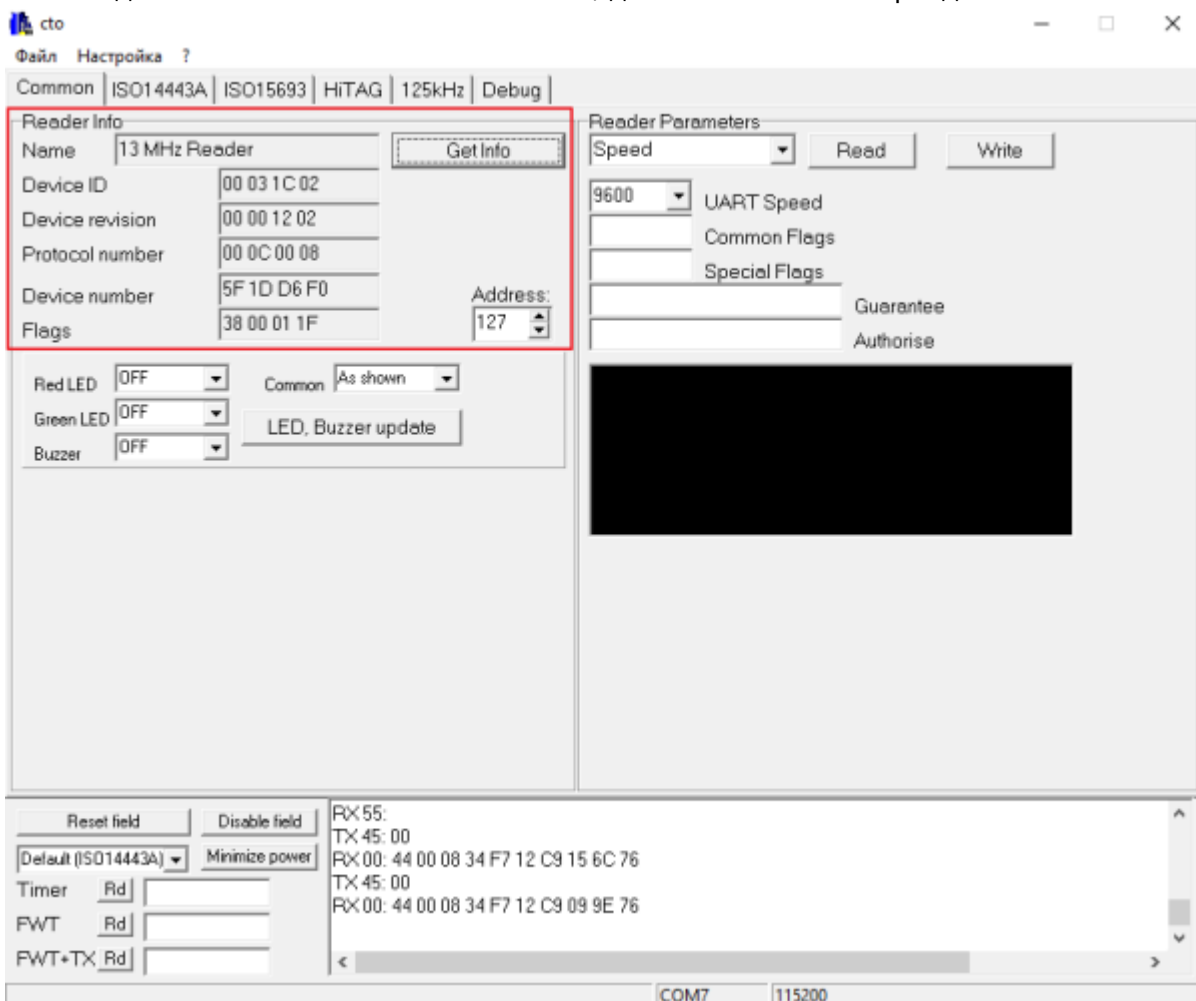 cto
Файл Настройка ?
Common ISO14443A ISO15693 HiTAG 125kHz Debug
Reader Info
Name 13 MHz Reader Get Info
Device ID 00 03 1C 02
Device revision 00 00 12 02
Protocol number 00 0C 00 08
Device number 5F 1D D6 F0 Address:
Flags 38 00 01 1F 127
Red LED OFF Common As shown
Green LED OFF LED, Buzzer update
Buzzer OFF
Reader Parameters
Speed Read Write
9600 UART Speed
Common Flags
Special Flags
Guarantee
Authorise
Reset field Disable field
Default (ISO14443A) Minimize power
Timer Rd
FWT Rd
FWT+TX Rd
RX 55:
TX 45: 00
RX 00: 44 00 08 34 F7 12 C9 15 6C 76
TX 45: 00
RX 00: 44 00 08 34 F7 12 C9 09 9E 76
COM7 115200